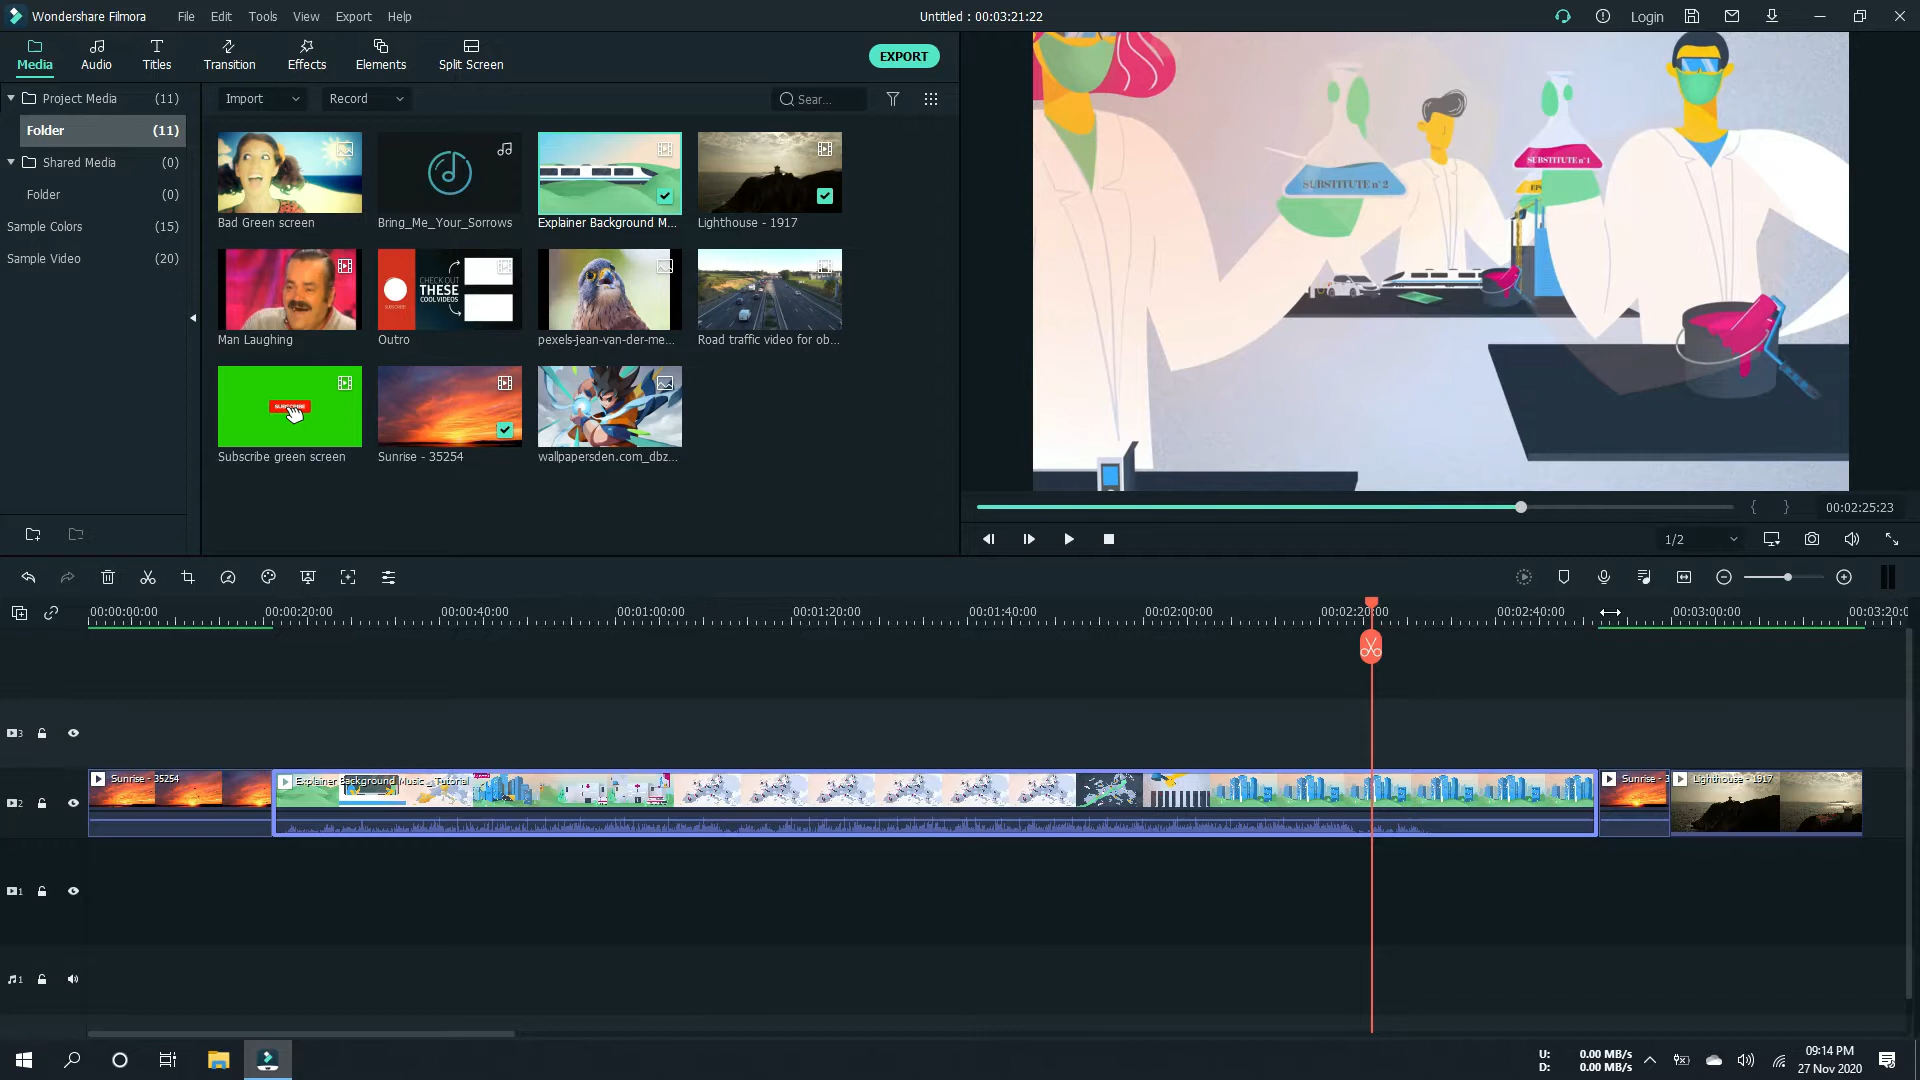 Wondershare Filmora File Edit Tools View Export Help Untitled : 00:03:21:22 Login
Media Audio Titles Transition Effects Elements Split Screen EXPORT
Project Media (11) Import Record Sear...
Folder (11)
Shared Media (0)
Folder (0)
Sample Colors (15)
Sample Video (20)
Bad Green screen Bring_Me_Your_Sorrows Explainer Background M... Lighthouse - 1917
CHECK OUT
THESE
COOL VIDEOS
SUBSCRIBE
Man Laughing Outro pexels-jean-van-der-me... Road traffic video for ob...
SUBSCRIBE
Subscribe green screen Sunrise - 35254 wallpapersden.com_dbz...
SUBSTITUTE n°1
SUBSTITUTE n°2
{ } 00:02:25:23
1/2
00:00:00:00 00:00:20:00 00:00:40:00 00:01:00:00 00:01:20:00 00:01:40:00 00:02:00:00 00:02:20:00 00:02:40:00 00:03:00:00 00:03:20:0
3
2
Sunrise - 35254 Explainer Background Music _ Tutorial Sunrise - 3 Lighthouse - 1917
1
1
U: 0.00 MB/s
D: 0.00 MB/s
09:14 PM
27 Nov 2020